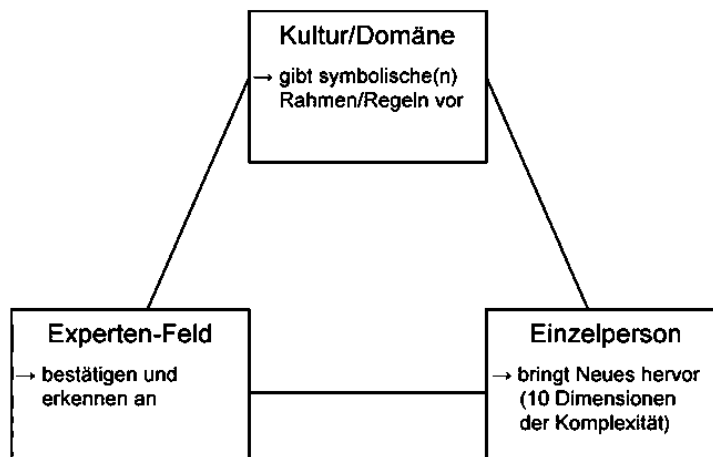 Kultur/Domäne
→ gibt symbolische(n)
Rahmen/Regeln vor
Experten-Feld
→ bestätigen und
erkennen an
Einzelperson
→ bringt Neues hervor
(10 Dimensionen
der Komplexität)